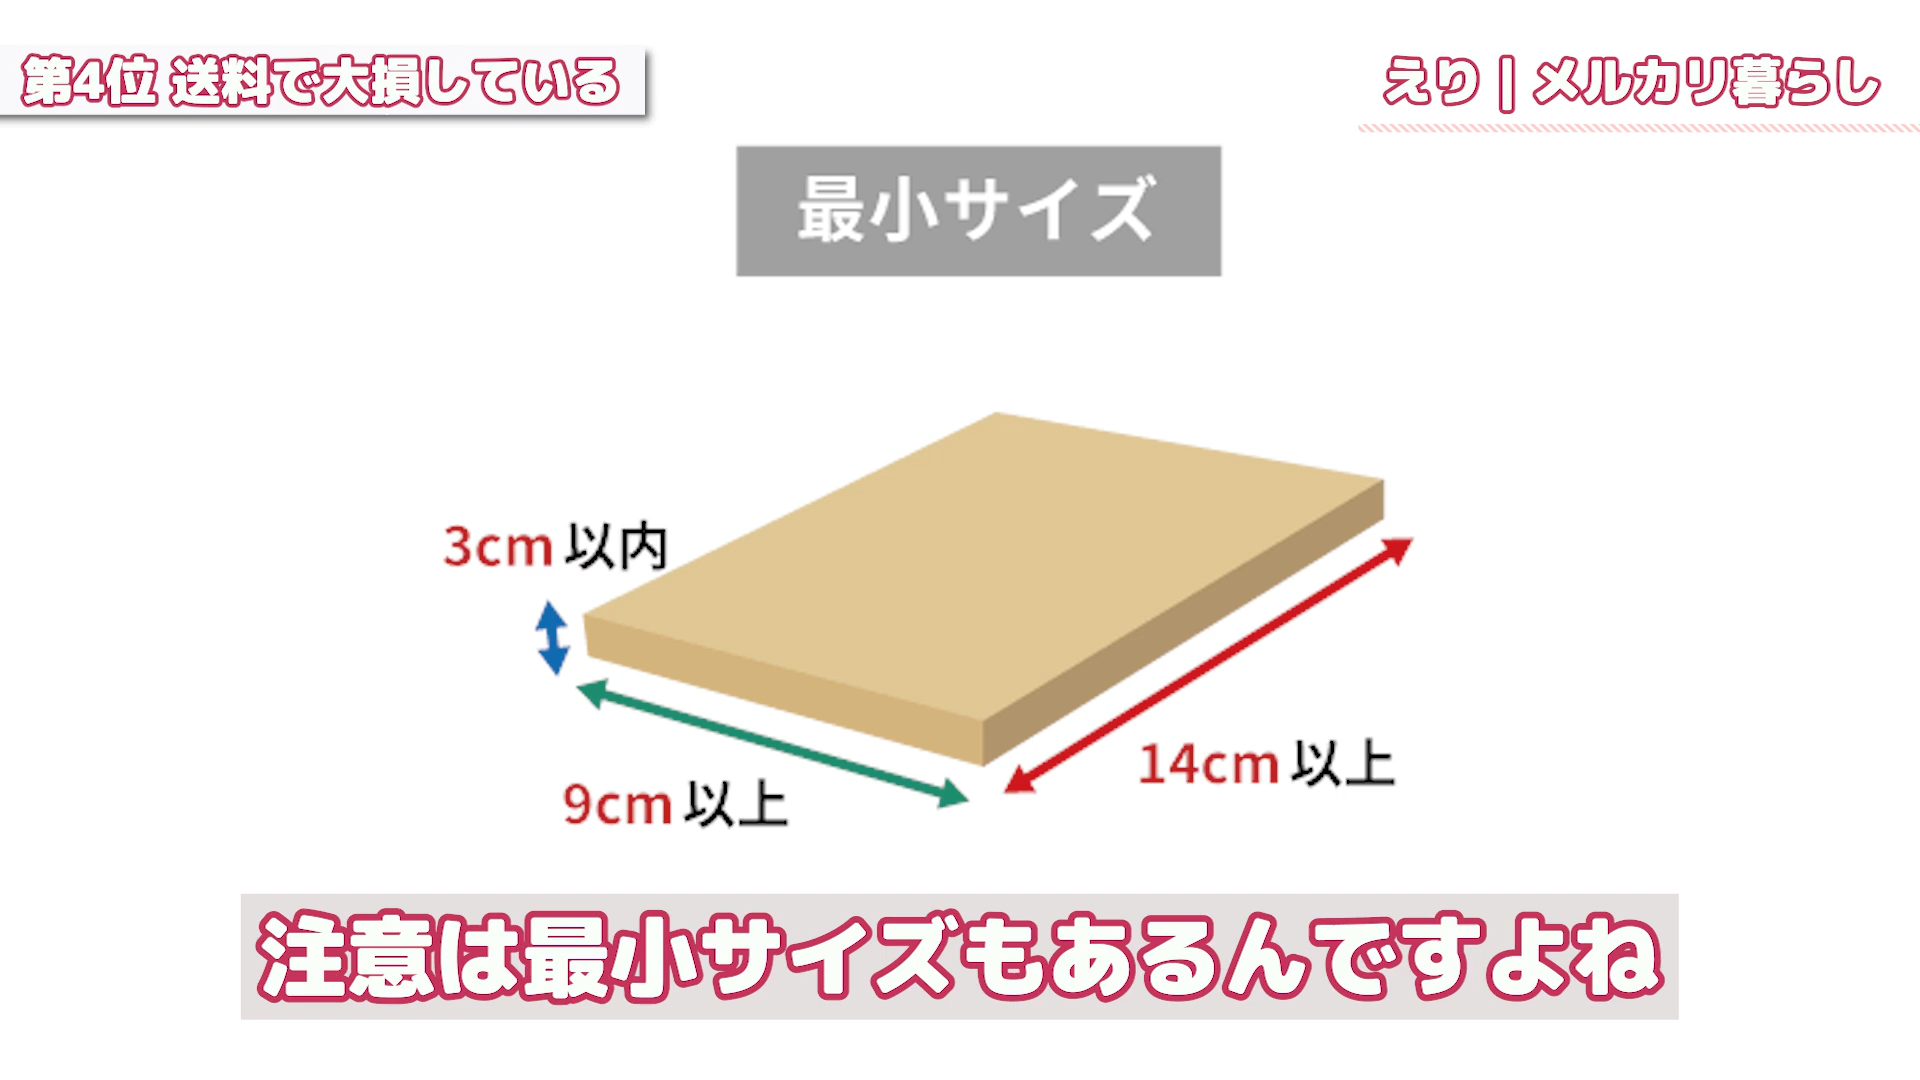 第4位 送料で大損している
えり | メルカリ暮らし
最小サイズ
3cm 以内
14cm 以上
9cm 以上
注意は最小サイズもあるんですよね